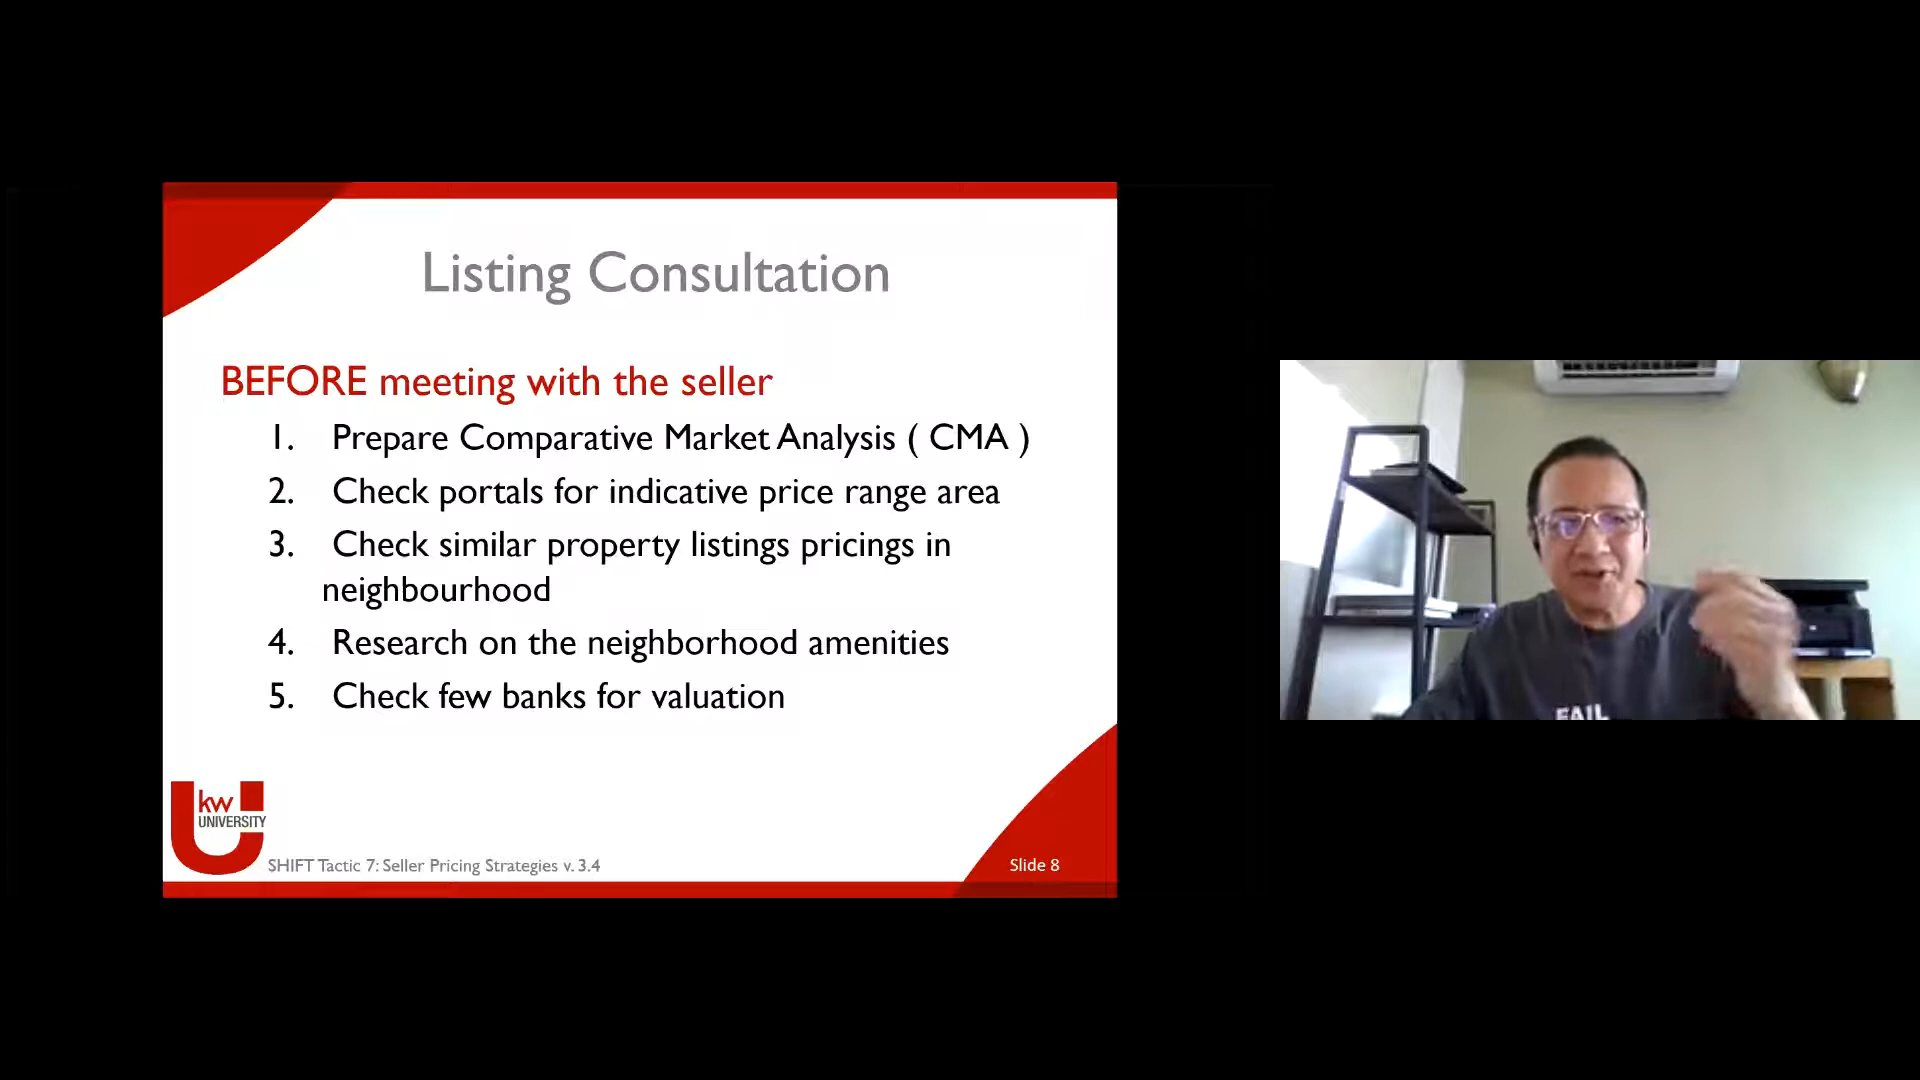 Listing Consultation
BEFORE meeting with the seller
1. Prepare Comparative Market Analysis ( CMA )
2. Check portals for indicative price range area
3. Check similar property listings pricings in
neighbourhood
4. Research on the neighborhood amenities
5. Check few banks for valuation
kw
UNIVERSITY
SHIFT Tactic 7: Seller Pricing Strategies v. 3.4
Slide 8
FAIL